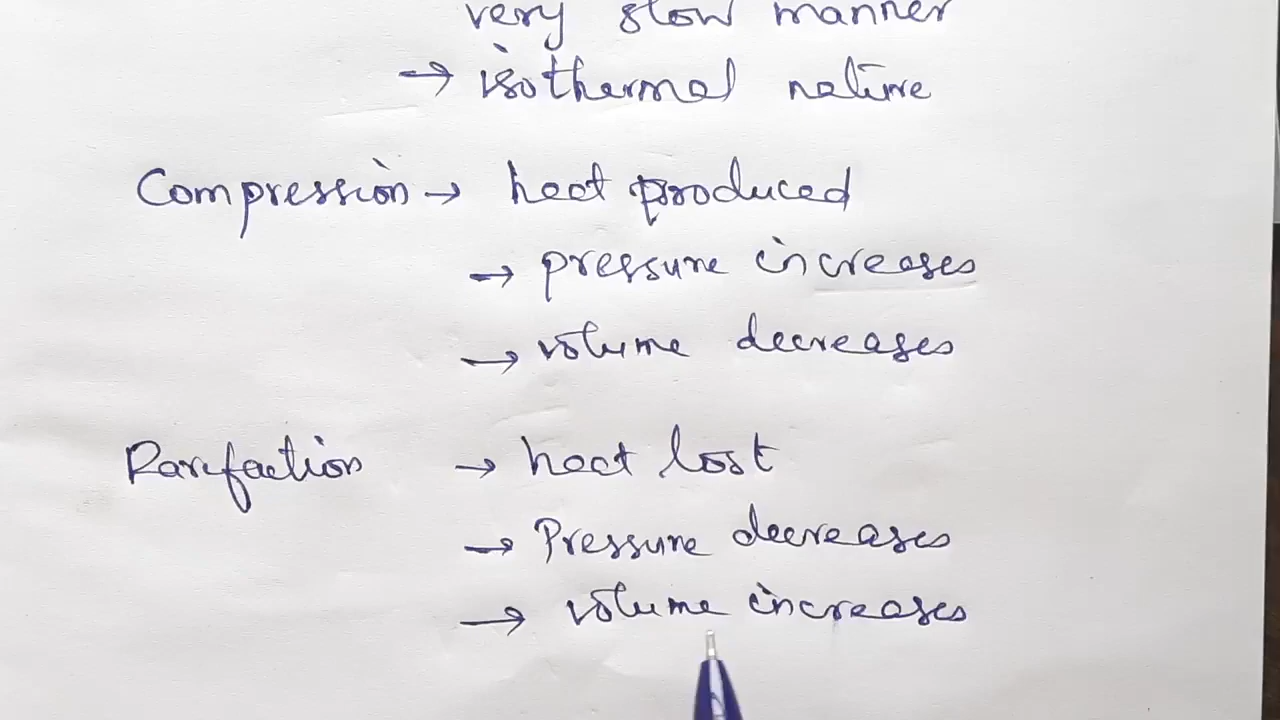 very slow manner
→ isothermal nature
Compression → heat produced
→ pressure increases
→ volume decreases
Rarefaction → heat lost
→ Pressure decreases
→ volume increases